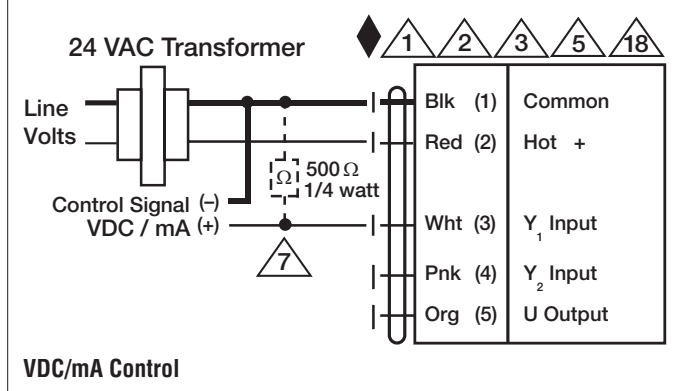 24 VAC Transformer
1 2 3 5 18
Line
Volts
Blk (1) Common
Red (2) Hot +
Ω 500 Ω
1/4 watt
Control Signal (–)
VDC / mA (+)
Wht (3) Y1 Input
7
Pnk (4) Y2 Input
Org (5) U Output
VDC/mA Control